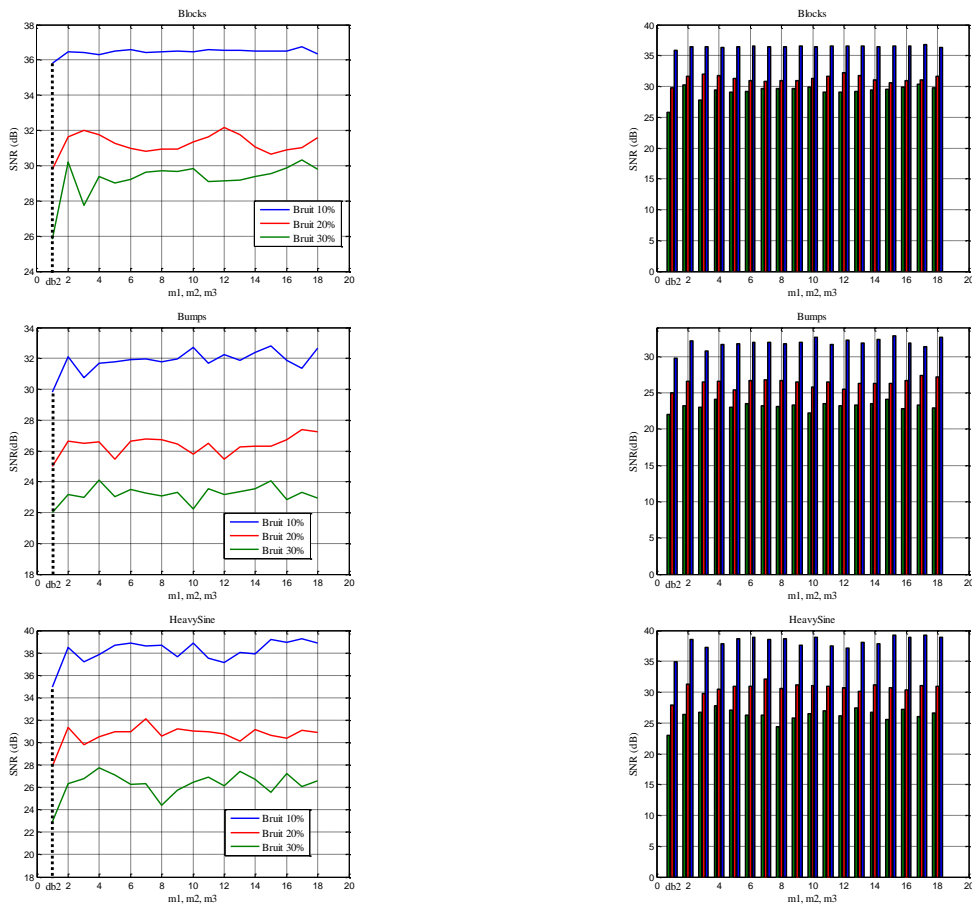 Blocks
38
36
34
32
30
28
26
24
SNR (dB)
Bruit 10%
Bruit 20%
Bruit 30%
0 db2 2 4 6 8 10 12 14 16 18 20
m1, m2, m3
Blocks
40
35
30
25
20
15
10
5
0
SNR (dB)
db2 2 4 6 8 10 12 14 16 18 20
m1, m2, m3
Bumps
34
32
30
28
26
24
22
20
18
SNR(dB)
Bruit 10%
Bruit 20%
Bruit 30%
0 db2 2 4 6 8 10 12 14 16 18 20
m1, m2, m3
Bumps
30
25
20
15
10
5
0
SNR(dB)
db2 2 4 6 8 10 12 14 16 18 20
m1, m2, m3
HeavySine
40
38
36
34
32
30
28
26
24
22
20
18
SNR (dB)
Bruit 10%
Bruit 20%
Bruit 30%
0 db2 2 4 6 8 10 12 14 16 18 20
m1, m2, m3
HeavySine
40
35
30
25
20
15
10
5
0
SNR (dB)
db2 2 4 6 8 10 12 14 16 18 20
m1, m2, m3